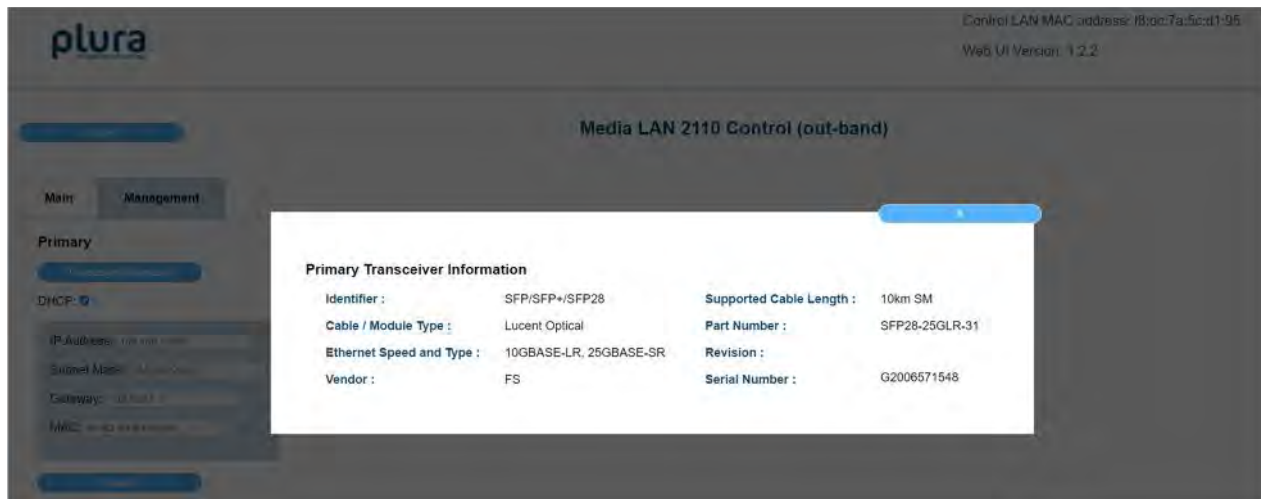 plura
Control LAN MAC address: f8:dc:7a:5c:d1:95
Web UI Version: 1.2.2
Media LAN 2110 Control (out-band)
Main Management
Primary
DHCP:
IP Address:
Subnet Mask:
Gateway:
MAC:
X
Primary Transceiver Information
Identifier : SFP/SFP+/SFP28 Supported Cable Length : 10km SM
Cable / Module Type : Lucent Optical Part Number : SFP28-25GLR-31
Ethernet Speed and Type : 10GBASE-LR, 25GBASE-SR Revision :
Vendor : FS Serial Number : G2006571548